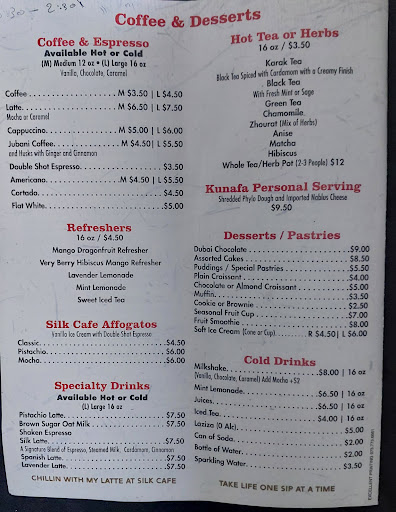 Coffee & Desserts
Coffee & Espresso
Available Hot or Cold
(M) Medium 12 oz • (L) Large 16 oz
Vanilla, Chocolate, Caramel
Coffee M $3.50 | L $4.50
Latte M $6.50 | L $7.50
Mocha or Caramel
Cappuccino M $5.00 | L $6.00
Jubani Coffee M $4.50 | L $5.50
and Husks with Ginger and Cinnamon
Double Shot Espresso $3.50
Americano M $4.50 | L $5.50
Cortado $4.50
Flat White $5.00
Refreshers
16 oz / $4.50
Mango Dragonfruit Refresher
Very Berry Hibiscus Mango Refresher
Lavender Lemonade
Mint Lemonade
Sweet Iced Tea
Silk Cafe Affogatos
Vanilla Ice Cream with Double Shot Espresso
Classic $4.50
Pistachio $6.00
Mocha $6.00
Specialty Drinks
Available Hot or Cold
(L) Large 16 oz
Pistachio Latte $7.50
Brown Sugar Oat Milk $7.50
Shaken Espresso
Silk Latte $7.50
A Signature Blend of Espresso, Steamed Milk, Cardamom, Cinnamon
Spanish Latte $7.50
Lavender Latte $7.50
CHILLIN WITH MY LATTE AT SILK CAFE
Hot Tea or Herbs
16 oz / $3.50
Karak Tea
Black Tea Spiced with Cardamom with a Creamy Finish
Black Tea
With Fresh Mint or Sage
Green Tea
Chamomile
Zhourat (Mix of Herbs)
Anise
Matcha
Hibiscus
Whole Tea/Herb Pot (2-3 People) $12
Kunafa Personal Serving
Shredded Phylo Dough and Imported Nablus Cheese
$9.50
Desserts / Pastries
Dubai Chocolate $9.00
Assorted Cakes $8.50
Puddings / Special Pastries $5.50
Plain Croissant $4.00
Chocolate or Almond Croissant $5.00
Muffin $3.50
Cookie or Brownie $2.50
Seasonal Fruit Cup $7.00
Fruit Smoothie $8.00
Soft Ice Cream (Cone or Cup) R $4.50 | L $6.00
Cold Drinks
Milkshake $8.00 | 16 oz
(Vanilla, Chocolate, Caramel) Add Mocha +$2
Mint Lemonade $6.50 | 16 oz
Juices $6.50 | 16 oz
Iced Tea $4.00 | 16 oz
Laziza (0 Alc) $5.00
Can of Soda $2.00
Bottle of Water $2.00
Sparkling Water $3.50
TAKE LIFE ONE SIP AT A TIME